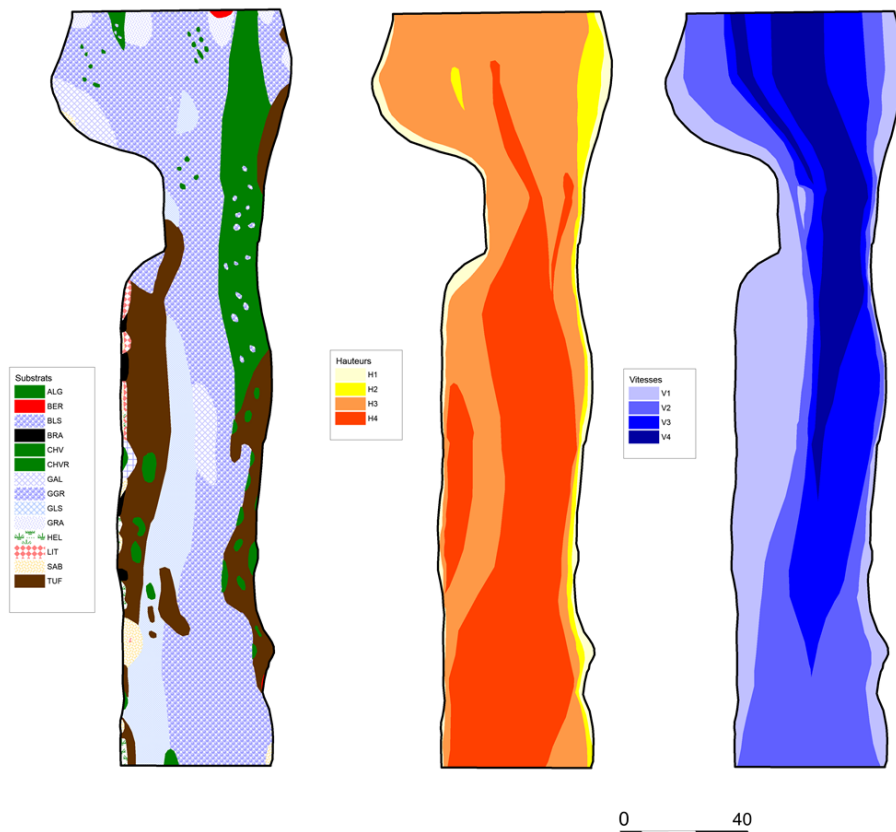 Substrats
ALG
BER
BLS
BRA
CHV
CHVR
GAL
GGR
GLS
GRA
HEL
LIT
SAB
TUF
Hauteurs
H1
H2
H3
H4
Vitesses
V1
V2
V3
V4
0 40